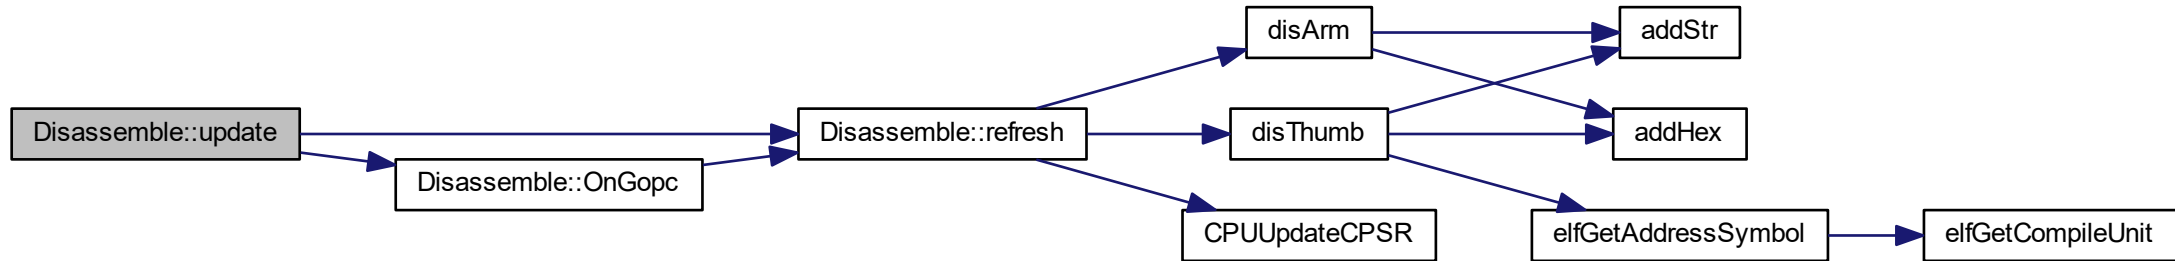 Disassemble::update
Disassemble::OnGopc
Disassemble::refresh
disArm
disThumb
CPUUpdateCPSR
addStr
addHex
elfGetAddressSymbol
elfGetCompileUnit